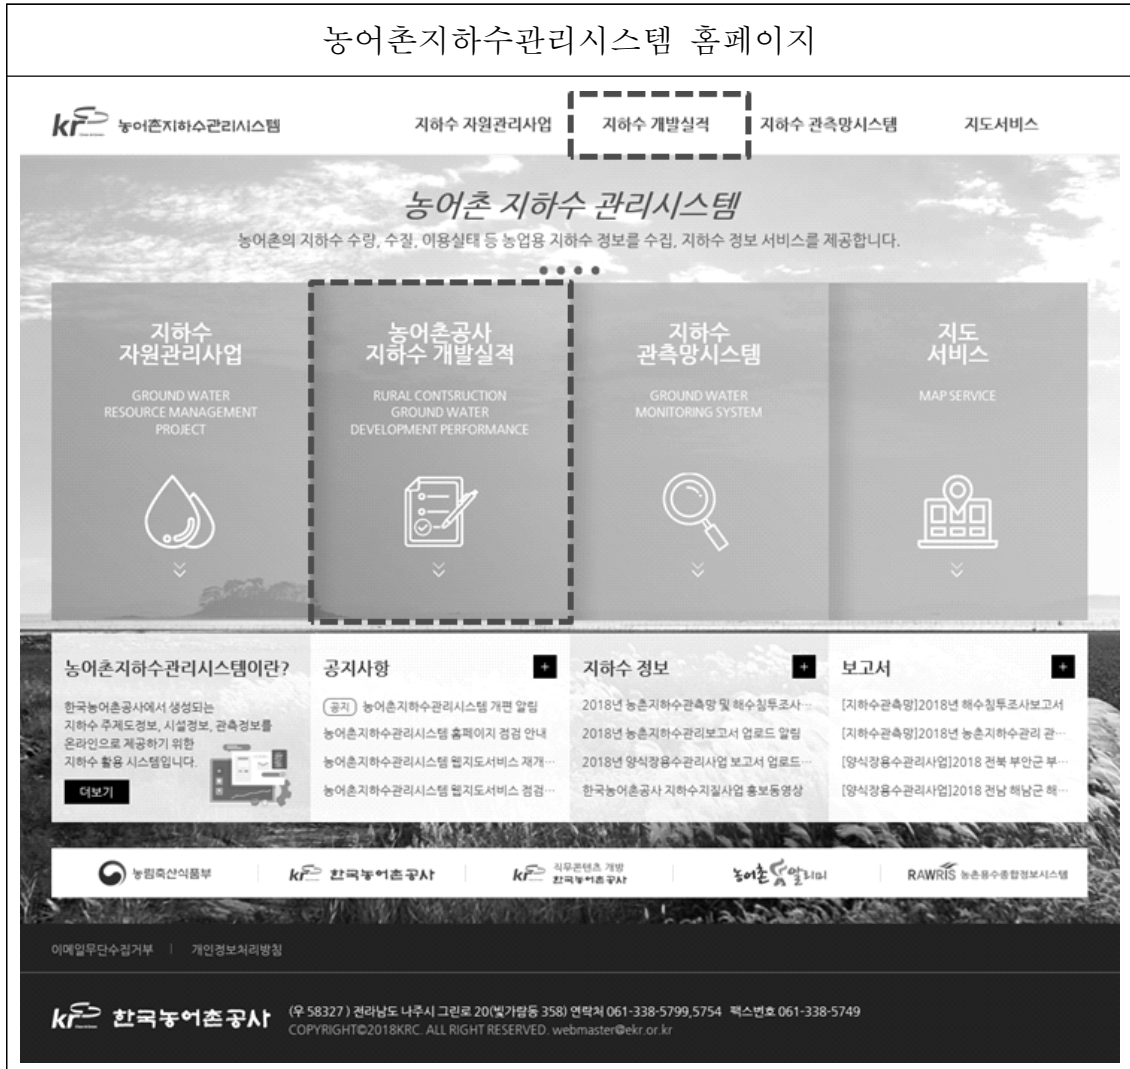 농어촌지하수관리시스템 홈페이지
kr 농어촌지하수관리시스템
지하수 자원관리사업
지하수 개발실적
지하수 관측망시스템
지도서비스
농어촌 지하수 관리시스템
농어촌의 지하수 수량, 수질, 이용실태 등 농업용 지하수 정보를 수집, 지하수 정보 서비스를 제공합니다.
지하수
자원관리사업
GROUND WATER
RESOURCE MANAGEMENT
PROJECT
농어촌공사
지하수 개발실적
RURAL CONTSRUCTION
GROUND WATER
DEVELOPMENT PERFORMANCE
지하수
관측망시스템
GROUND WATER
MONITORING SYSTEM
지도
서비스
MAP SERVICE
농어촌지하수관리시스템이란?
한국농어촌공사에서 생성되는
지하수 주제도정보, 시설정보, 관측정보를
온라인으로 제공하기 위한
지하수 활용 시스템입니다.
더보기
공지사항 +
공지 농어촌지하수관리시스템 개편 알림
농어촌지하수관리시스템 홈페이지 점검 안내
농어촌지하수관리시스템 웹지도서비스 재개…
농어촌지하수관리시스템 웹지도서비스 점검…
지하수 정보 +
2018년 농촌지하수관측망 및 해수침투조사…
2018년 농촌지하수관리보고서 업로드 알림
2018년 양식장용수관리사업 보고서 업로드…
한국농어촌공사 지하수지질사업 홍보동영상
보고서 +
[지하수관측망]2018년 해수침투조사보고서
[지하수관측망]2018년 농촌지하수관리 관…
[양식장용수관리사업]2018 전북 부안군 부…
[양식장용수관리사업]2018 전남 해남군 해…
농림축산식품부
kr 한국농어촌공사
kr 직무콘텐츠 개발
한국농어촌공사
농어촌 알리미
RAWRIS 농촌용수종합정보시스템
이메일무단수집거부 | 개인정보처리방침
kr 한국농어촌공사
(우 58327 ) 전라남도 나주시 그린로 20(빛가람동 358) 연락처 061-338-5799,5754 팩스번호 061-338-5749
COPYRIGHT©2018KRC. ALL RIGHT RESERVED. webmaster@ekr.or.kr